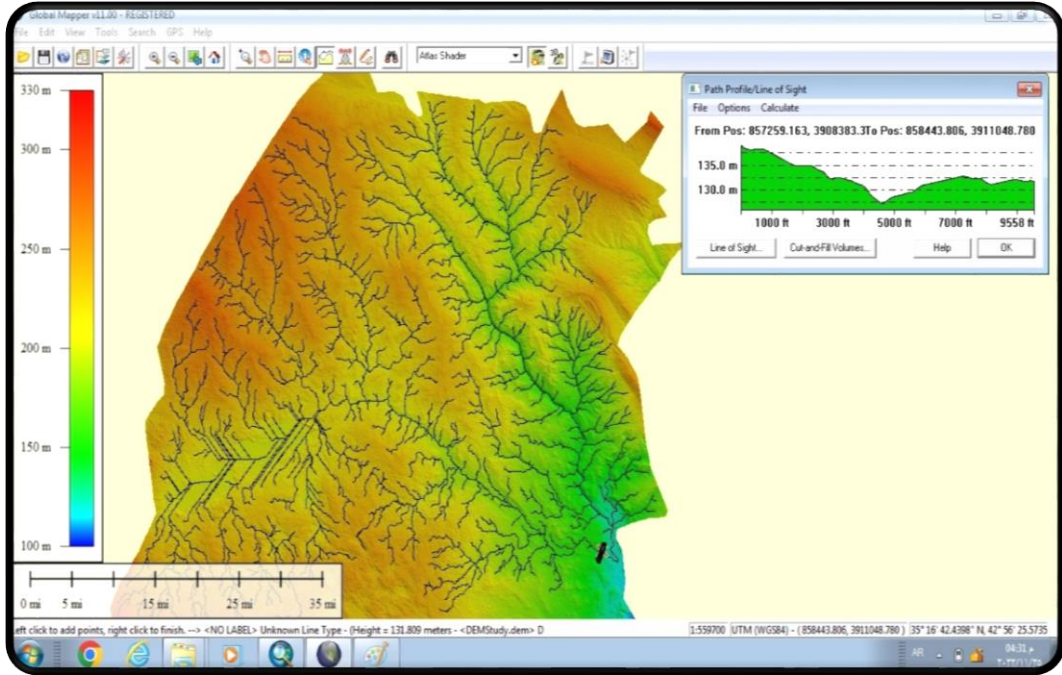 Global Mapper v11.00 - REGISTERED
File Edit View Tools Search GPS Help
Atlas Shader
330 m
300 m
250 m
200 m
150 m
100 m
Path Profile/Line of Sight
File Options Calculate
From Pos: 857259.163, 3908383.3To Pos: 858443.806, 3911048.780
135.0 m
130.0 m
1000 ft 3000 ft 5000 ft 7000 ft 9558 ft
Line of Sight... Cut-and-Fill Volumes... Help OK
0 mi 5 mi 15 mi 25 mi 35 mi
eft click to add points, right click to finish. --> <NO LABEL> Unknown Line Type - (Height = 131.809 meters - <DEMStudy.dem> D
1:559700 UTM (WGS84) - ( 858443.806, 3911048.780 ) 35° 16' 42.4398" N, 42° 56' 25.5735
AR 04:31 م